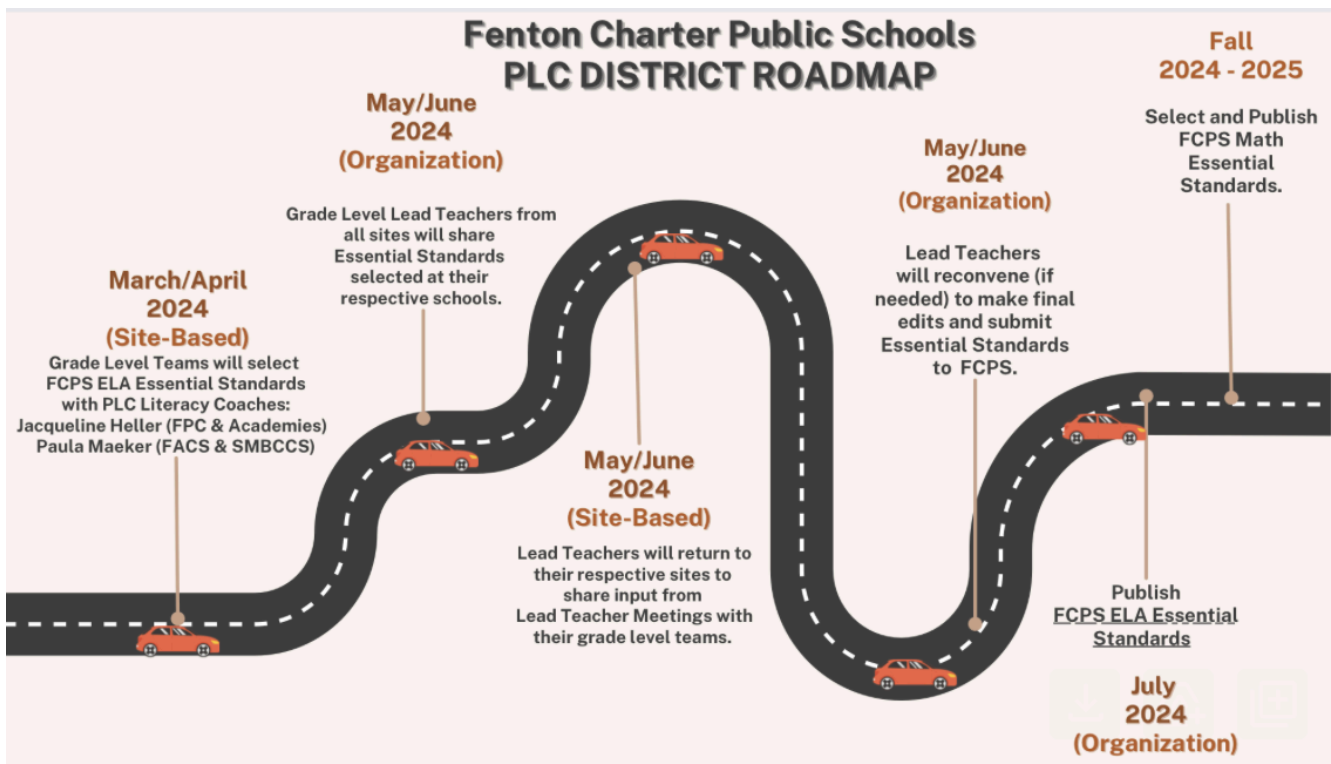 Fenton Charter Public Schools
PLC DISTRICT ROADMAP
March/April
2024
(Site-Based)
Grade Level Teams will select
FCPS ELA Essential Standards
with PLC Literacy Coaches:
Jacqueline Heller (FPC & Academies)
Paula Maeker (FACS & SMBCCS)
May/June
2024
(Organization)
Grade Level Lead Teachers from
all sites will share
Essential Standards
selected at their
respective schools.
May/June
2024
(Site-Based)
Lead Teachers will return to
their respective sites to
share input from
Lead Teacher Meetings with
their grade level teams.
May/June
2024
(Organization)
Lead Teachers
will reconvene (if
needed) to make final
edits and submit
Essential Standards
to FCPS.
Publish
FCPS ELA Essential
Standards
July
2024
(Organization)
Fall
2024 - 2025
Select and Publish
FCPS Math
Essential
Standards.